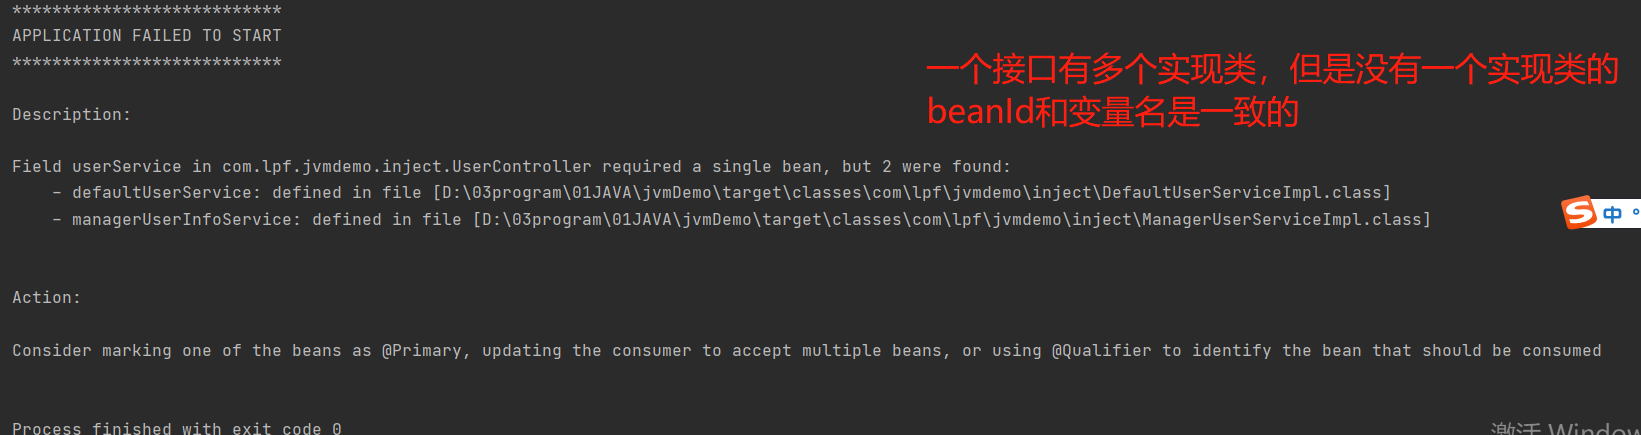 ***************************
APPLICATION FAILED TO START
***************************
一个接口有多个实现类，但是没有一个实现类的
beanId和变量名是一致的
Description:
Field userService in com.lpf.jvmdemo.inject.UserController required a single bean, but 2 were found:
- defaultUserService: defined in file [D:\03program\01JAVA\jvmDemo\target\classes\com\lpf\jvmdemo\inject\DefaultUserServiceImpl.class]
- managerUserInfoService: defined in file [D:\03program\01JAVA\jvmDemo\target\classes\com\lpf\jvmdemo\inject\ManagerUserServiceImpl.class]
中
Action:
Consider marking one of the beans as @Primary, updating the consumer to accept multiple beans, or using @Qualifier to identify the bean that should be consumed
Process finished with exit code 0
激活 Window